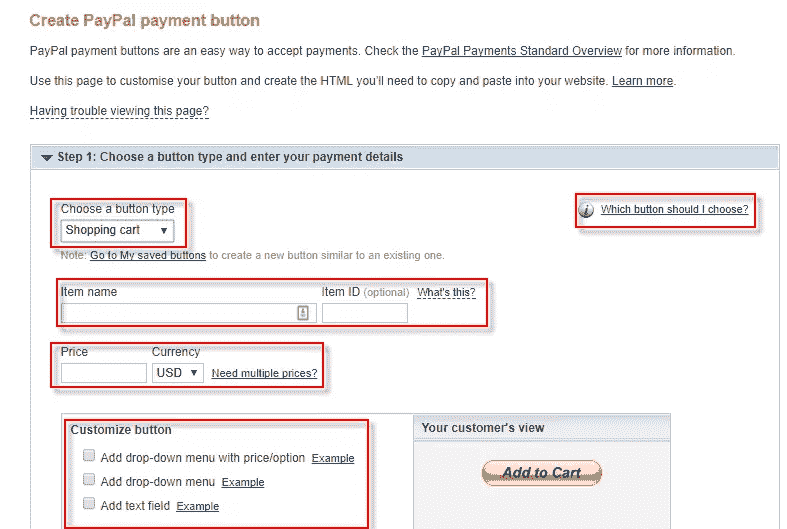 Create PayPal payment button
PayPal payment buttons are an easy way to accept payments. Check the PayPal Payments Standard Overview for more information.
Use this page to customise your button and create the HTML you'll need to copy and paste into your website. Learn more.
Having trouble viewing this page?
Step 1: Choose a button type and enter your payment details
Choose a button type
Which button should I choose?
Shopping cart
Note: Go to My saved buttons to create a new button similar to an existing one.
Item name Item ID (optional) What's this?
Price Currency
USD Need multiple prices?
Customize button
Your customer's view
Add drop-down menu with price/option Example
Add to Cart
Add drop-down menu Example
Add text field Example